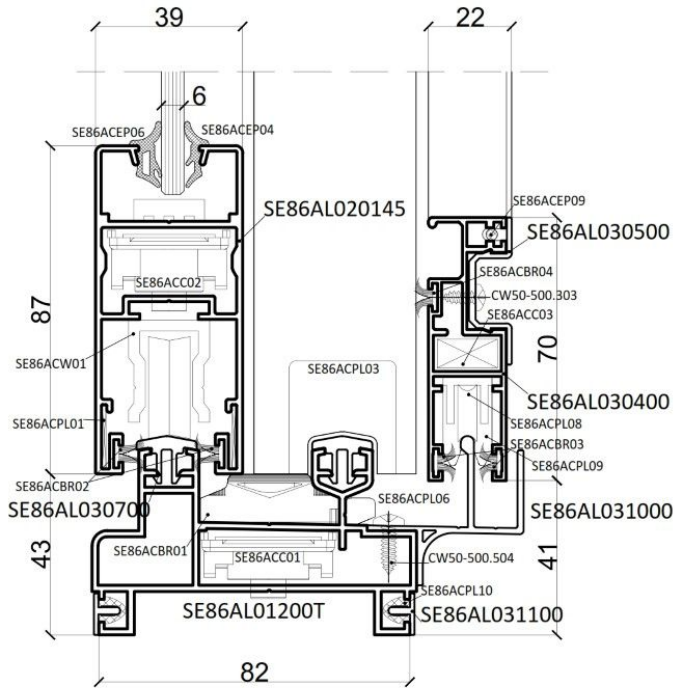 39
22
6
SE86ACEP06
SE86ACEP04
SE86ACEP09
SE86AL020145
SE86AL030500
SE86ACBR04
SE86ACC02
CW50-500.303
SE86ACC03
87
70
SE86ACW01
SE86ACPL03
SE86AL030400
SE86ACPL01
SE86ACPL08
SE86ACBR03
SE86ACPL09
SE86ACBR02
SE86ACPL06
SE86AL030700
SE86AL031000
43
SE86ACBR01
SE86ACC01
CW50-500.504
41
SE86ACPL10
SE86AL01200T
SE86AL031100
82